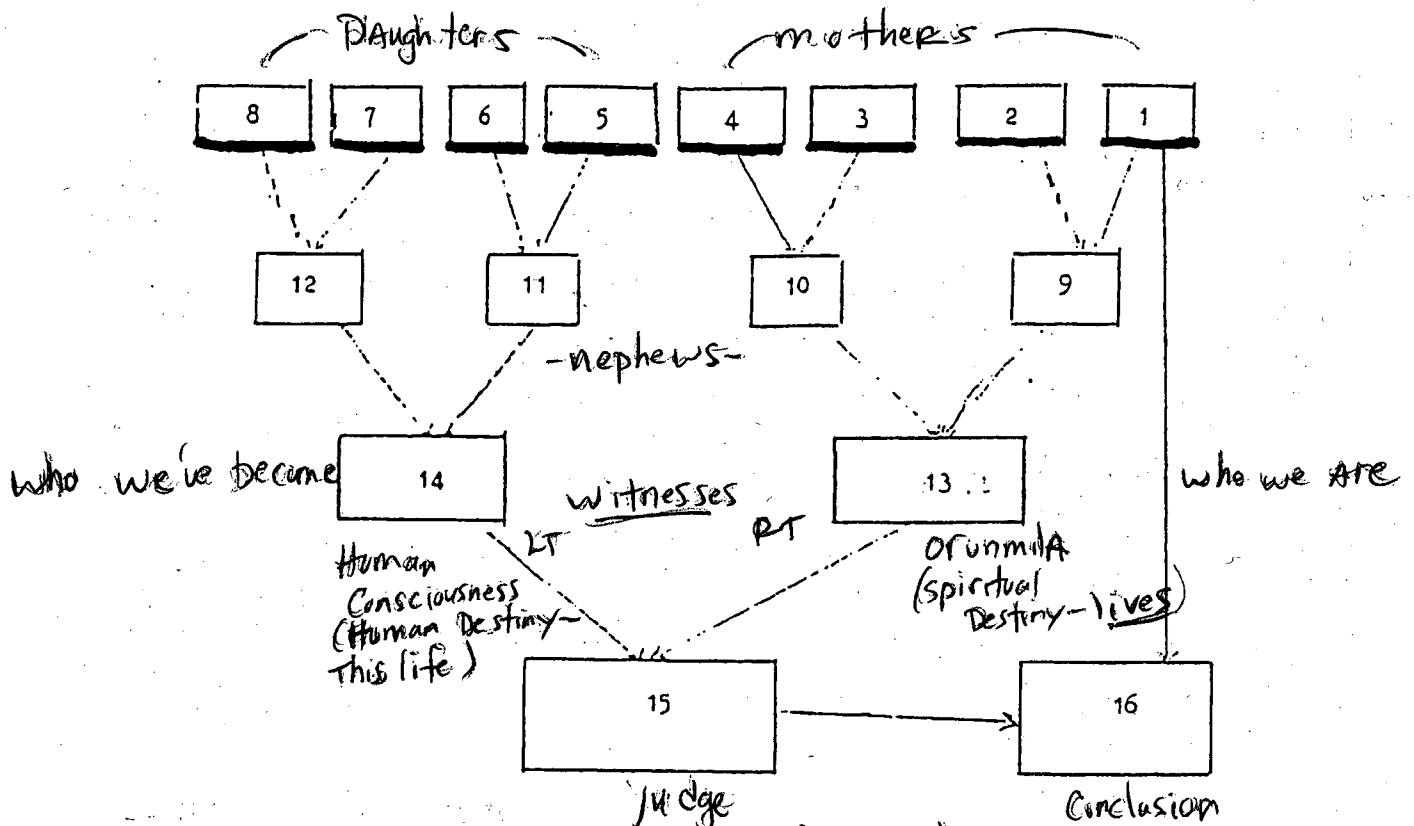 Daughters
mothers
8 7 6 5 4 3 2 1
12 11 10 9
-nephews-
who we've become
14
witnesses
13
who we are
LT
RT
Human
Consciousness
(Human Destiny-
This life)
OrunmilA
(spiritual
Destiny-lives)
15
16
judge
Conclusion